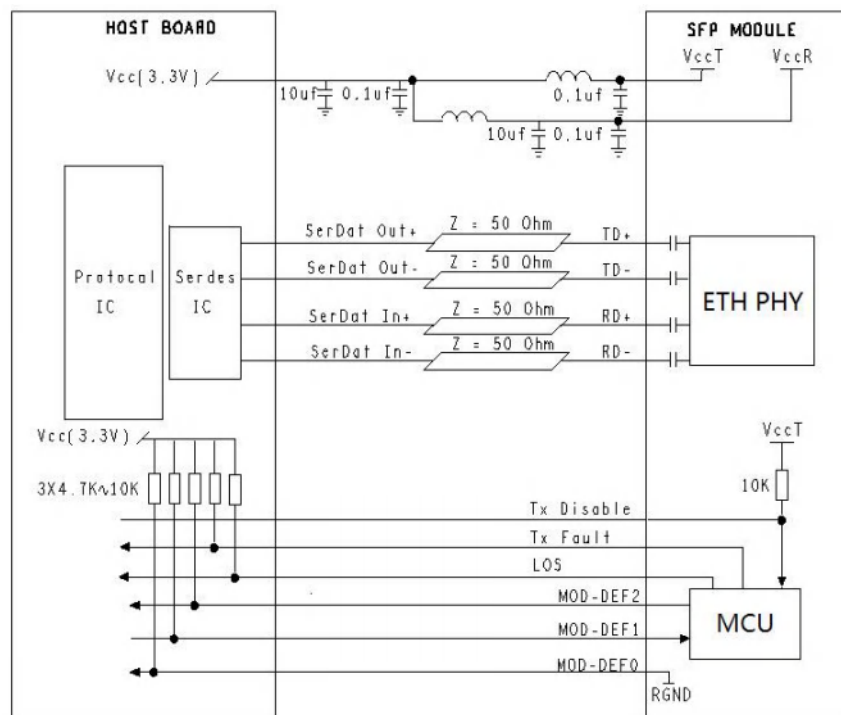 HOST BOARD
SFP MODULE
VccT
VccR
Vcc(3.3V)
10uf
0.1uf
0.1uf
10uf
0.1uf
SerDat Out+
Z = 50 Ohm
TD+
SerDat Out-
Z = 50 Ohm
TD-
Protocal
IC
Serdes
IC
ETH PHY
SerDat In+
Z = 50 Ohm
RD+
SerDat In-
Z = 50 Ohm
RD-
Vcc(3.3V)
VccT
3X4.7K∿10K
10K
Tx Disable
Tx Fault
LOS
MOD-DEF2
MCU
MOD-DEF1
MOD-DEF0
RGND